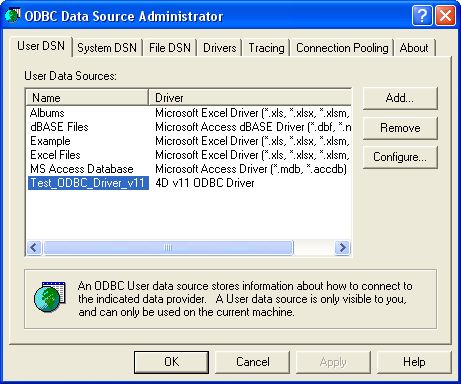 ODBC Data Source Administrator
User DSN System DSN File DSN Drivers Tracing Connection Pooling About
User Data Sources:
Name Driver
Albums Microsoft Excel Driver (*.xls, *.xlsx, *.xlsm,
dBASE Files Microsoft Access dBASE Driver (*.dbf, *.n
Example Microsoft Excel Driver (*.xls, *.xlsx, *.xlsm,
Excel Files Microsoft Excel Driver (*.xls, *.xlsx, *.xlsm,
MS Access Database Microsoft Access Driver (*.mdb, *.accdb)
Test_ODBC_Driver_v11 4D v11 ODBC Driver
Add...
Remove
Configure...
An ODBC User data source stores information about how to connect to
the indicated data provider. A User data source is only visible to you,
and can only be used on the current machine.
OK Cancel Apply Help